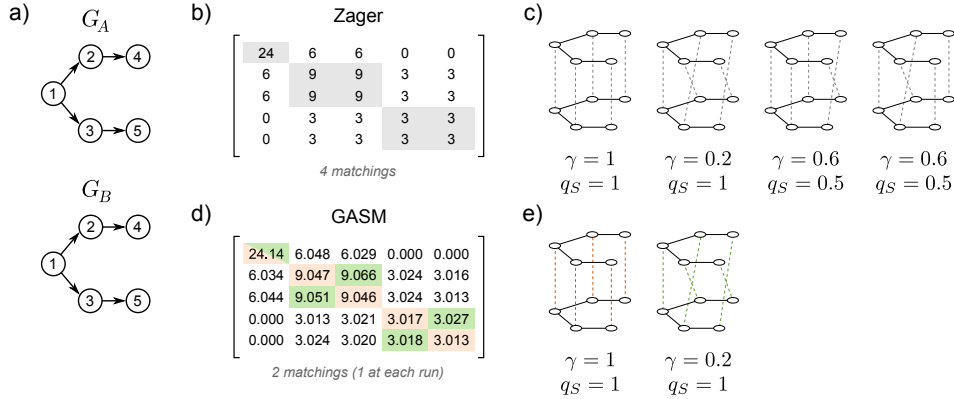 a)
G_A
2
4
1
3
5
G_B
2
4
1
3
5
b)
Zager
24 6 6 0 0
6 9 9 3 3
6 9 9 3 3
0 3 3 3 3
0 3 3 3 3
4 matchings
c)
γ = 1 γ = 0.2 γ = 0.6 γ = 0.6
q_S = 1 q_S = 1 q_S = 0.5 q_S = 0.5
d)
GASM
24.14 6.048 6.029 0.000 0.000
6.034 9.047 9.066 3.024 3.016
6.044 9.051 9.046 3.024 3.013
0.000 3.013 3.021 3.017 3.027
0.000 3.024 3.020 3.018 3.013
2 matchings (1 at each run)
e)
γ = 1 γ = 0.2
q_S = 1 q_S = 1